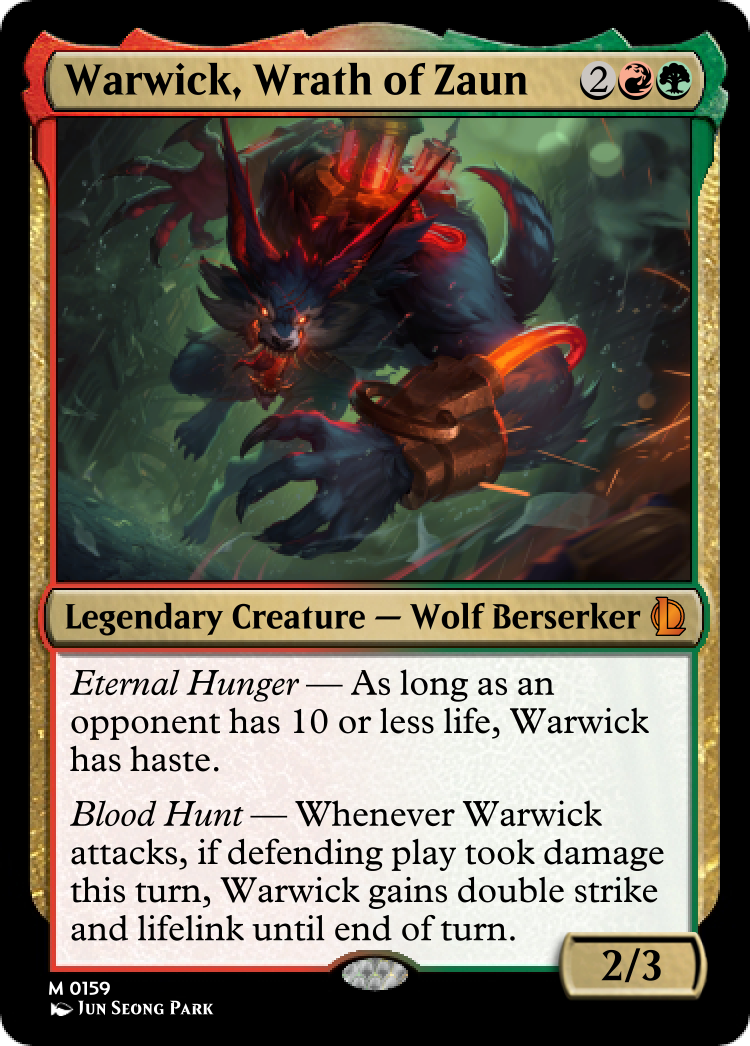 Warwick, Wrath of Zaun 2
Legendary Creature — Wolf Berserker
Eternal Hunger — As long as an
opponent has 10 or less life, Warwick
has haste.
Blood Hunt — Whenever Warwick
attacks, if defending play took damage
this turn, Warwick gains double strike
and lifelink until end of turn.
2/3
M 0159
Jun Seong Park